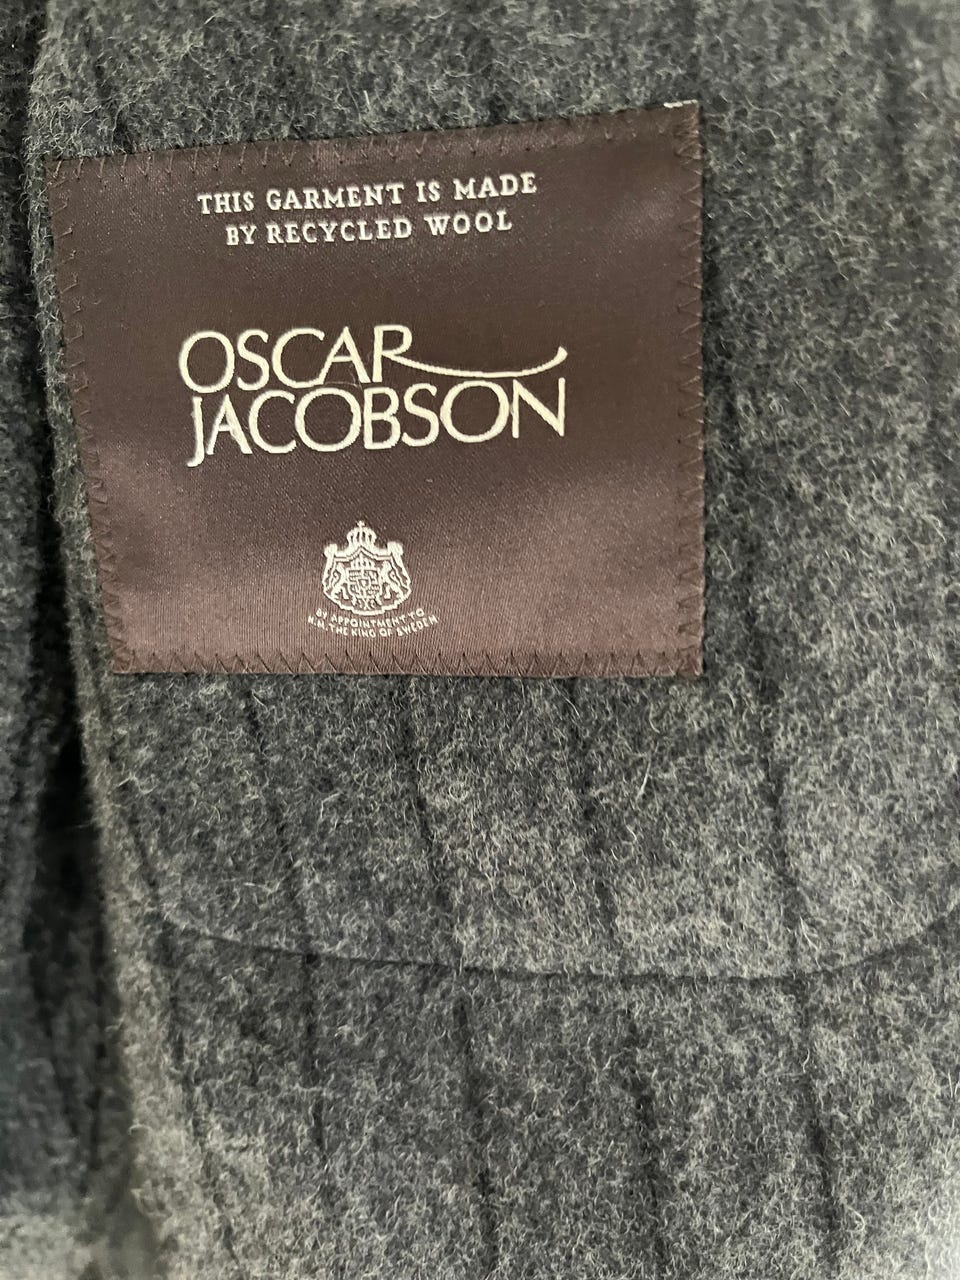 THIS GARMENT IS MADE
BY RECYCLED WOOL
OSCAR
JACOBSON
BY APPOINTMENT TO
H.M. THE KING OF SWEDEN